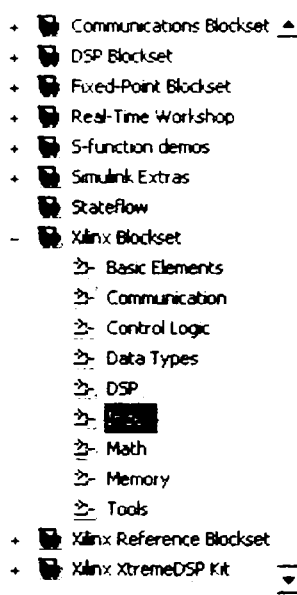 Communications Blockset
DSP Blockset
Fixed-Point Blockset
Real-Time Workshop
S-function demos
Simulink Extras
Stateflow
Xilinx Blockset
Basic Elements
Communication
Control Logic
Data Types
DSP
Math
Memory
Tools
Xilinx Reference Blockset
Xilinx XtremeDSP Kit